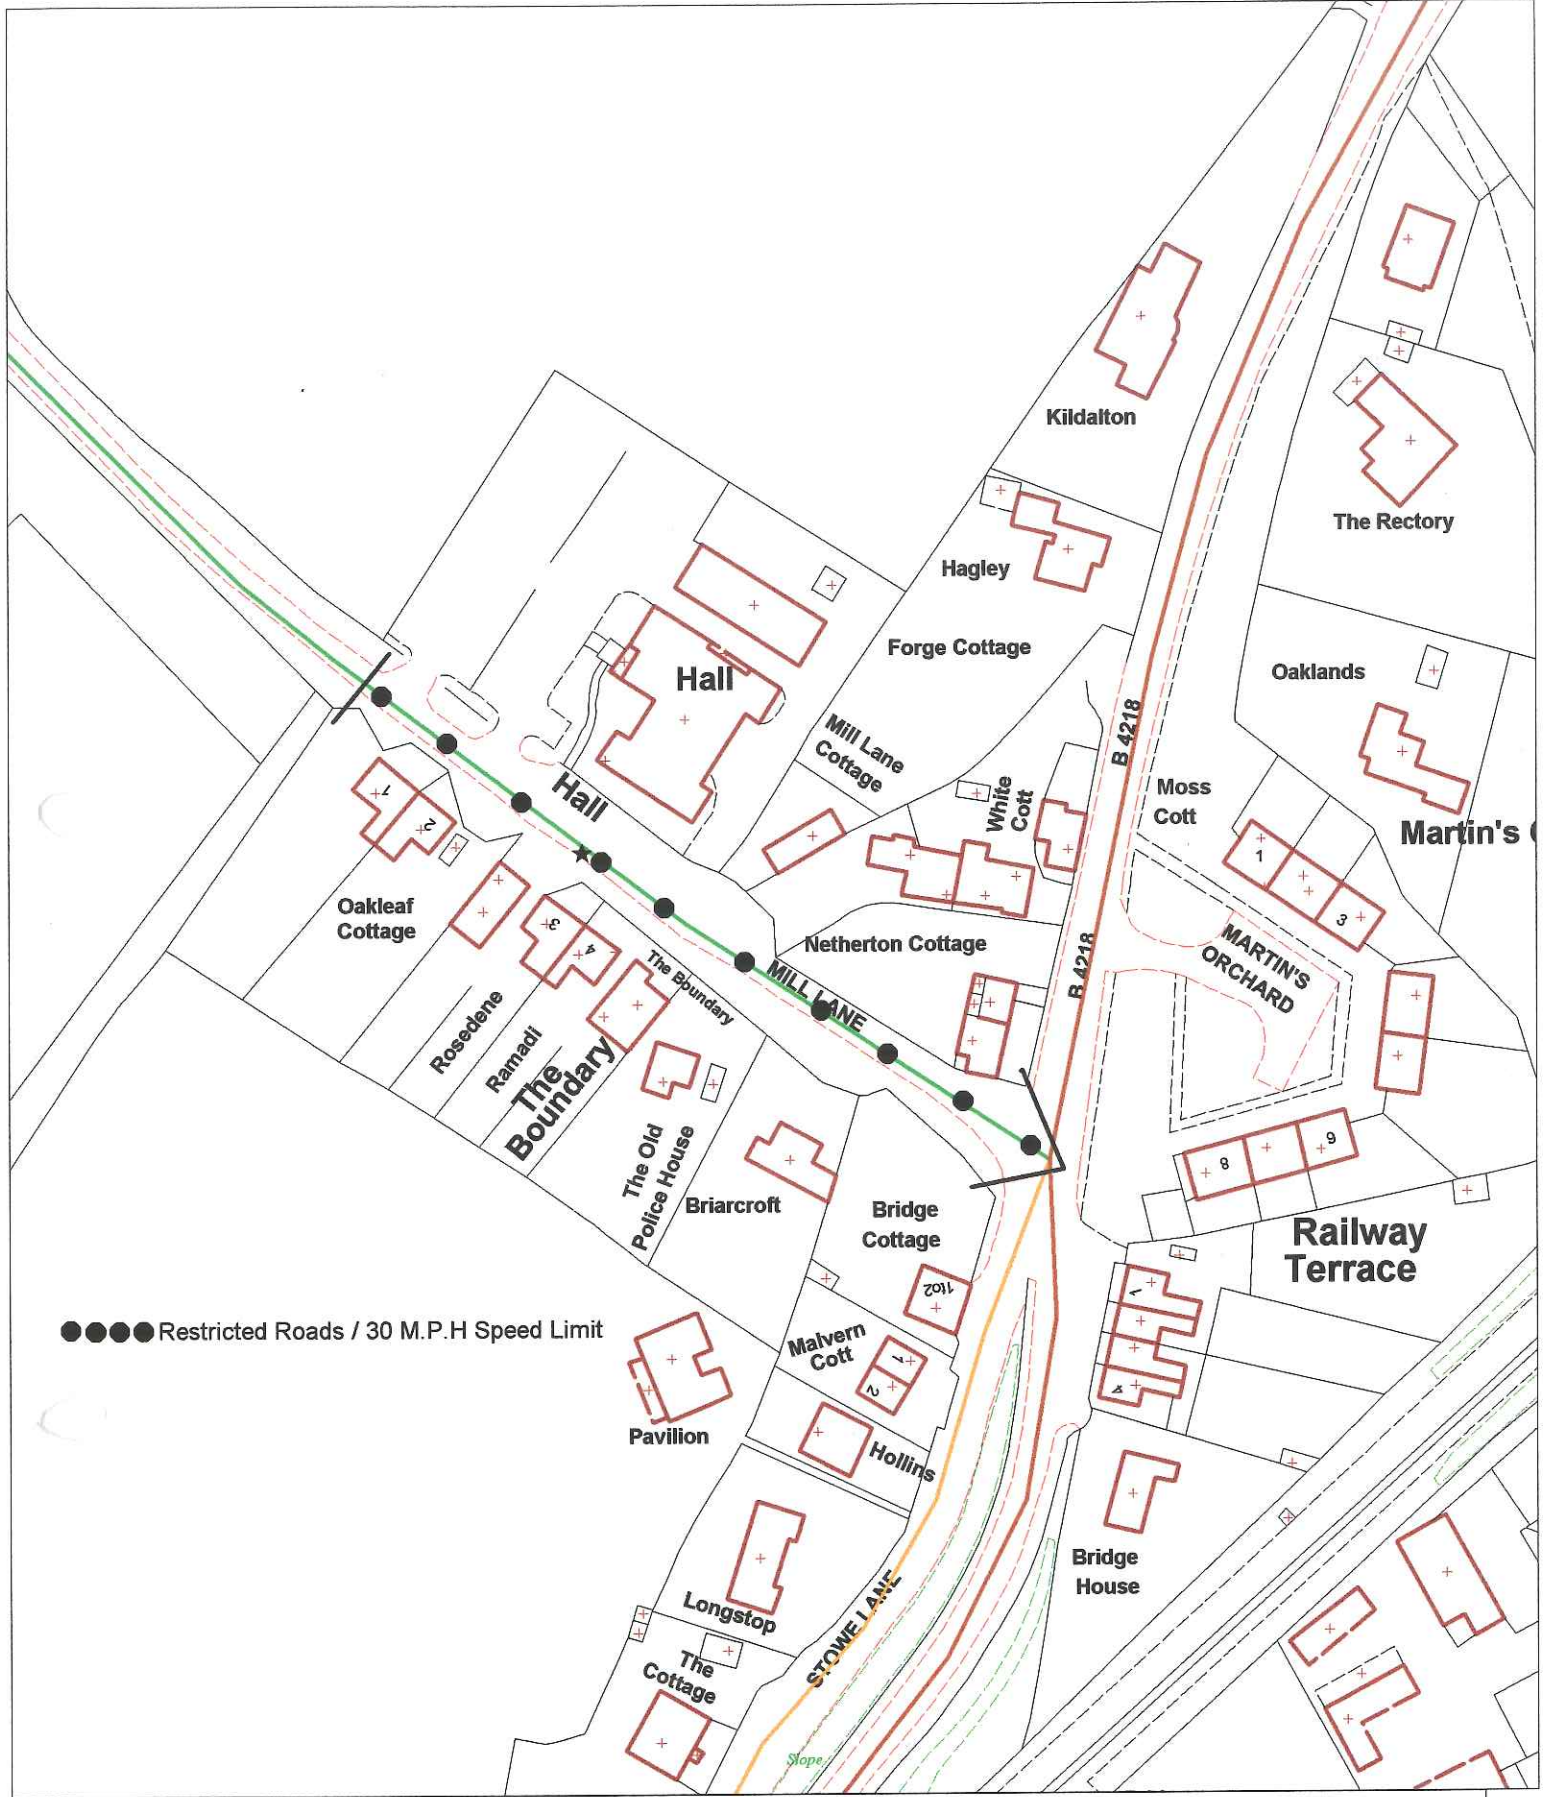 Kildalton
The Rectory
Hagley
Forge Cottage
Oaklands
Hall
Mill Lane
Cottage
B 4218
White
Cott
Moss
Cott
Hall
Martin's
1
2
1
3
Oakleaf
Cottage
3
4
Netherton Cottage
MARTIN'S
ORCHARD
B 4218
The Boundary
MILL LANE
Rosedene
Ramadi
The
Boundary
The Old
Police House
Briarcroft
Bridge
Cottage
8
6
Railway
Terrace
1to2
1
4
●●●●Restricted Roads / 30 M.P.H Speed Limit
Malvern
Cott
1
2
Pavilion
Hollins
Bridge
House
Longstop
STOWE LANE
The
Cottage
Slope